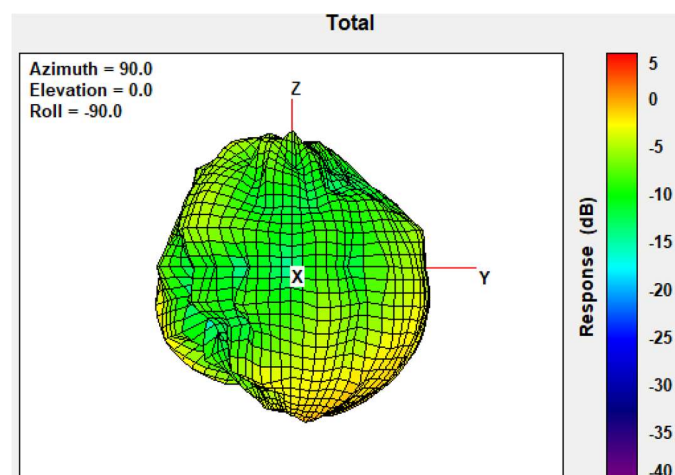 Total
Azimuth = 90.0
Elevation = 0.0
Roll = -90.0
Z
X
Y
5
0
-5
-10
-15
-20
-25
-30
-35
-40
Response (dB)